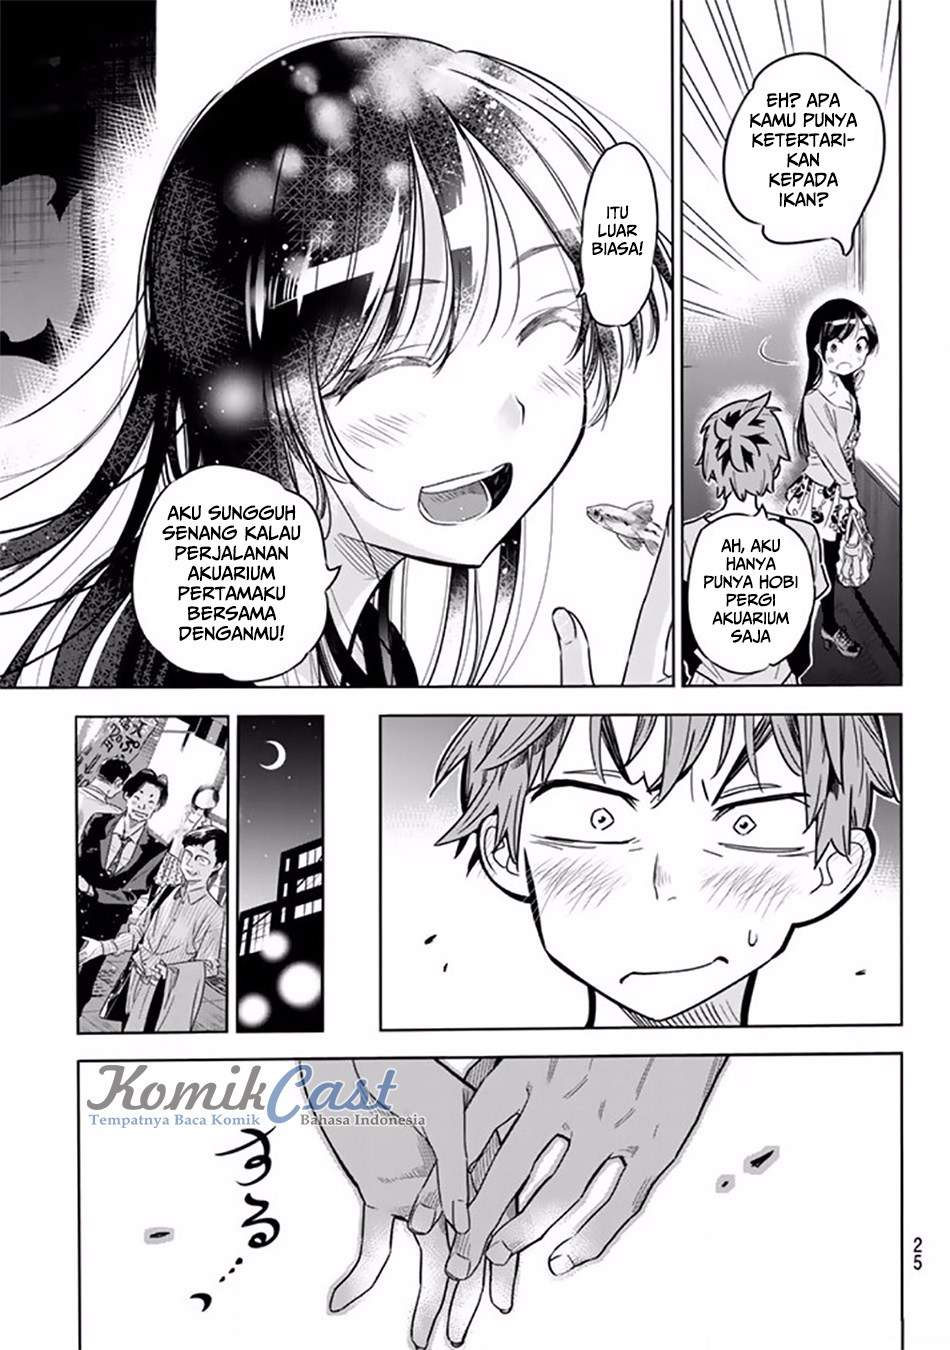 EH? APA
KAMU PUNYA
KETERTARI-
KAN
KEPADA
IKAN?
AH, AKU
HANYA
PUNYA HOBI
PERGI
AKUARIUM
SAJA
ITU
LUAR
BIASA!
AKU SUNGGUH
SENANG KALAU
PERJALANAN
AKUARIUM
PERTAMAKU
BERSAMA
DENGANMU!
KomikCast
Tempatnya Baca Komik Bahasa Indonesia
する…
25